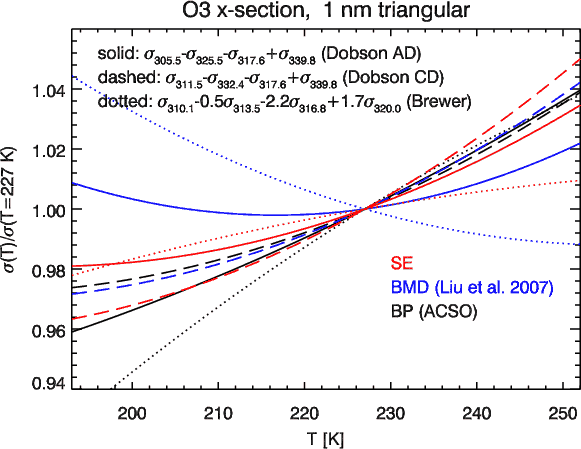 O3 x-section, 1 nm triangular
solid: σ305.5-σ325.5-σ317.6+σ339.8 (Dobson AD)
dashed: σ311.5-σ332.4-σ317.6+σ339.8 (Dobson CD)
dotted: σ310.1-0.5σ313.5-2.2σ316.8+1.7σ320.0 (Brewer)
1.04
1.02
1.00
0.98
0.96
0.94
σ(T)/σ(T=227 K)
SE
BMD (Liu et al. 2007)
BP (ACSO)
200 210 220 230 240 250
T [K]